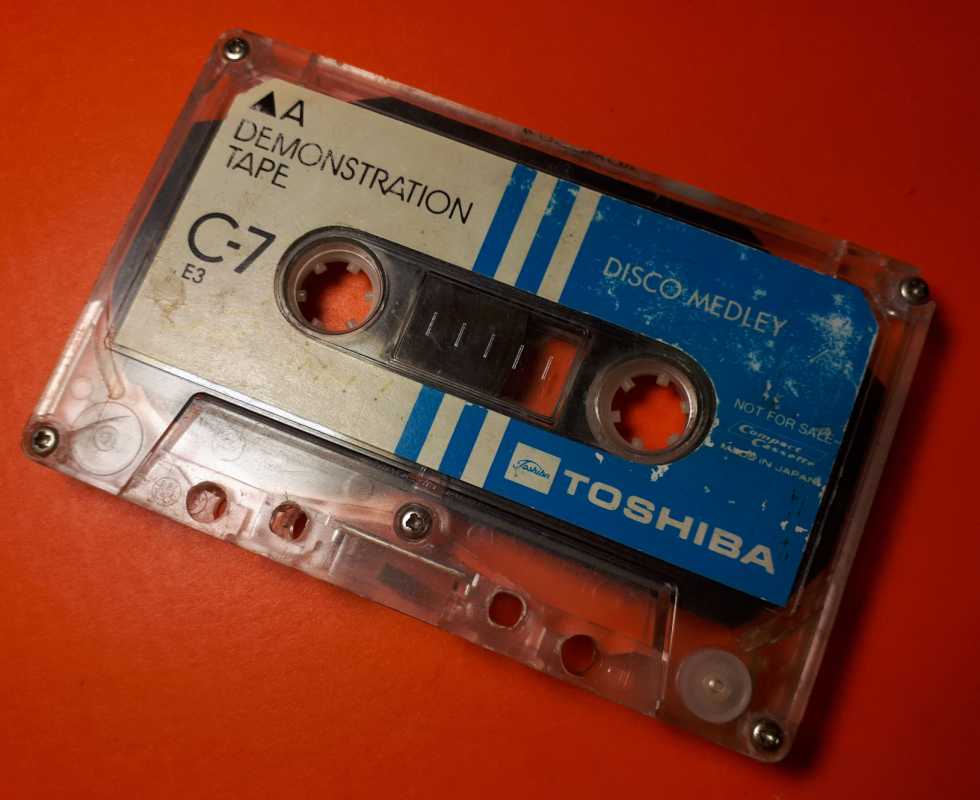 ▲A
DEMONSTRATION
TAPE
C-7
E3
DISCO MEDLEY
NOT FOR SALE
Compact
Cassette
MADE IN JAPAN
Toshiba
TOSHIBA